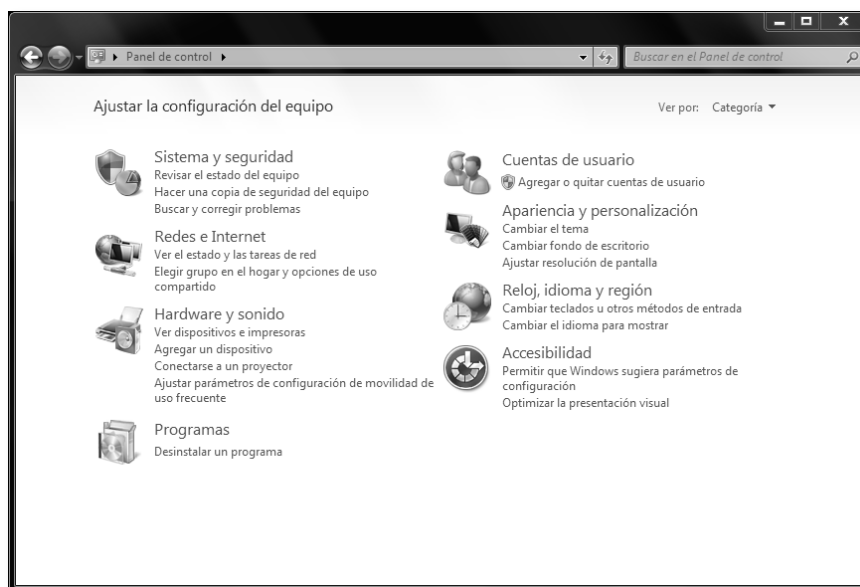 Panel de control
Buscar en el Panel de control
Ajustar la configuración del equipo
Ver por: Categoría
Sistema y seguridad
Revisar el estado del equipo
Hacer una copia de seguridad del equipo
Buscar y corregir problemas
Redes e Internet
Ver el estado y las tareas de red
Elegir grupo en el hogar y opciones de uso
compartido
Hardware y sonido
Ver dispositivos e impresoras
Agregar un dispositivo
Conectarse a un proyector
Ajustar parámetros de configuración de movilidad de
uso frecuente
Programas
Desinstalar un programa
Cuentas de usuario
Agregar o quitar cuentas de usuario
Apariencia y personalización
Cambiar el tema
Cambiar fondo de escritorio
Ajustar resolución de pantalla
Reloj, idioma y región
Cambiar teclados u otros métodos de entrada
Cambiar el idioma para mostrar
Accesibilidad
Permitir que Windows sugiera parámetros de
configuración
Optimizar la presentación visual